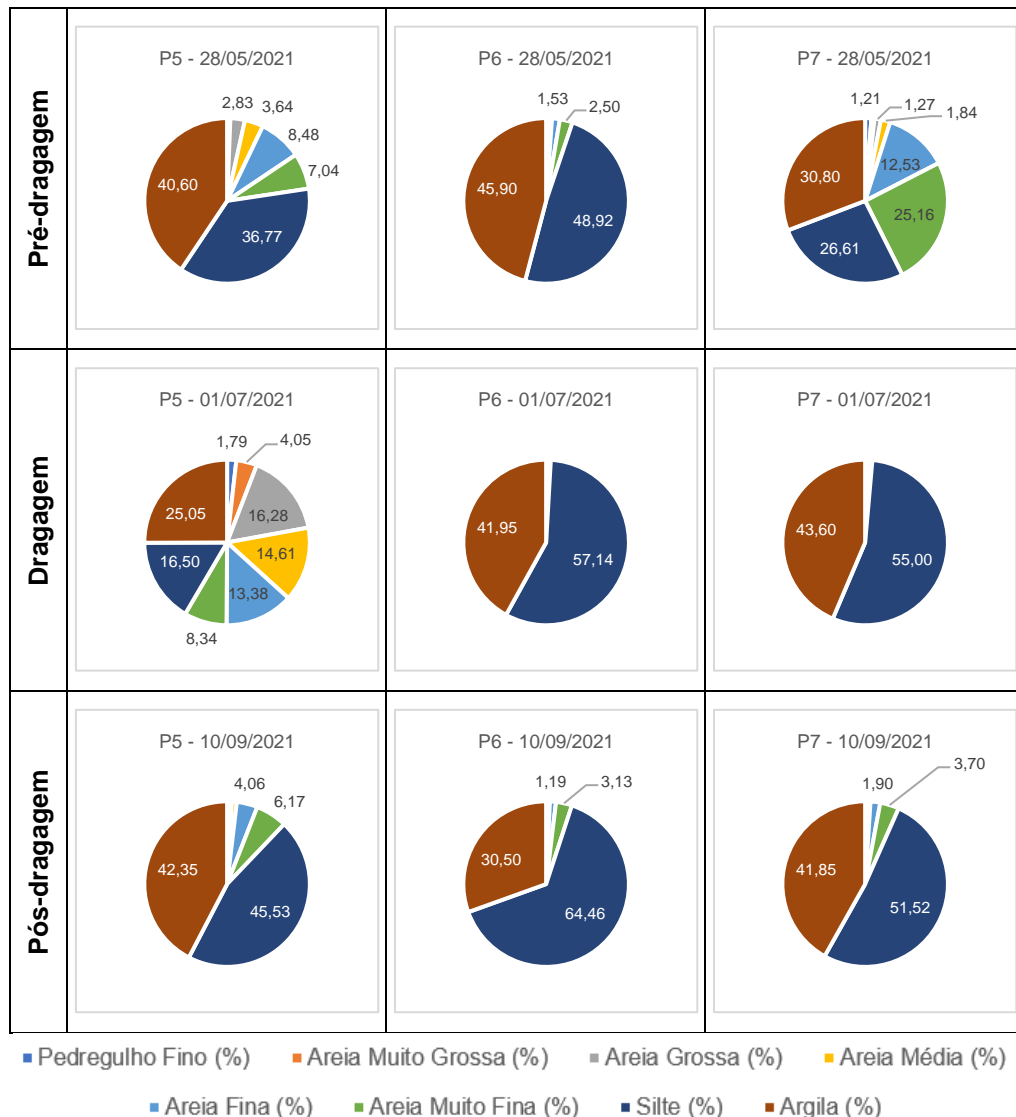 Pré-dragagem
P5 - 28/05/2021
2,83
3,64
8,48
7,04
36,77
40,60
P6 - 28/05/2021
1,53
2,50
48,92
45,90
P7 - 28/05/2021
1,21
1,27
1,84
12,53
25,16
26,61
30,80
Dragagem
P5 - 01/07/2021
1,79
4,05
16,28
14,61
13,38
8,34
16,50
25,05
P6 - 01/07/2021
57,14
41,95
P7 - 01/07/2021
55,00
43,60
Pós-dragagem
P5 - 10/09/2021
4,06
6,17
45,53
42,35
P6 - 10/09/2021
1,19
3,13
64,46
30,50
P7 - 10/09/2021
1,90
3,70
51,52
41,85
Pedregulho Fino (%) Areia Muito Grossa (%) Areia Grossa (%) Areia Média (%)
Areia Fina (%) Areia Muito Fina (%) Silte (%) Argila (%)